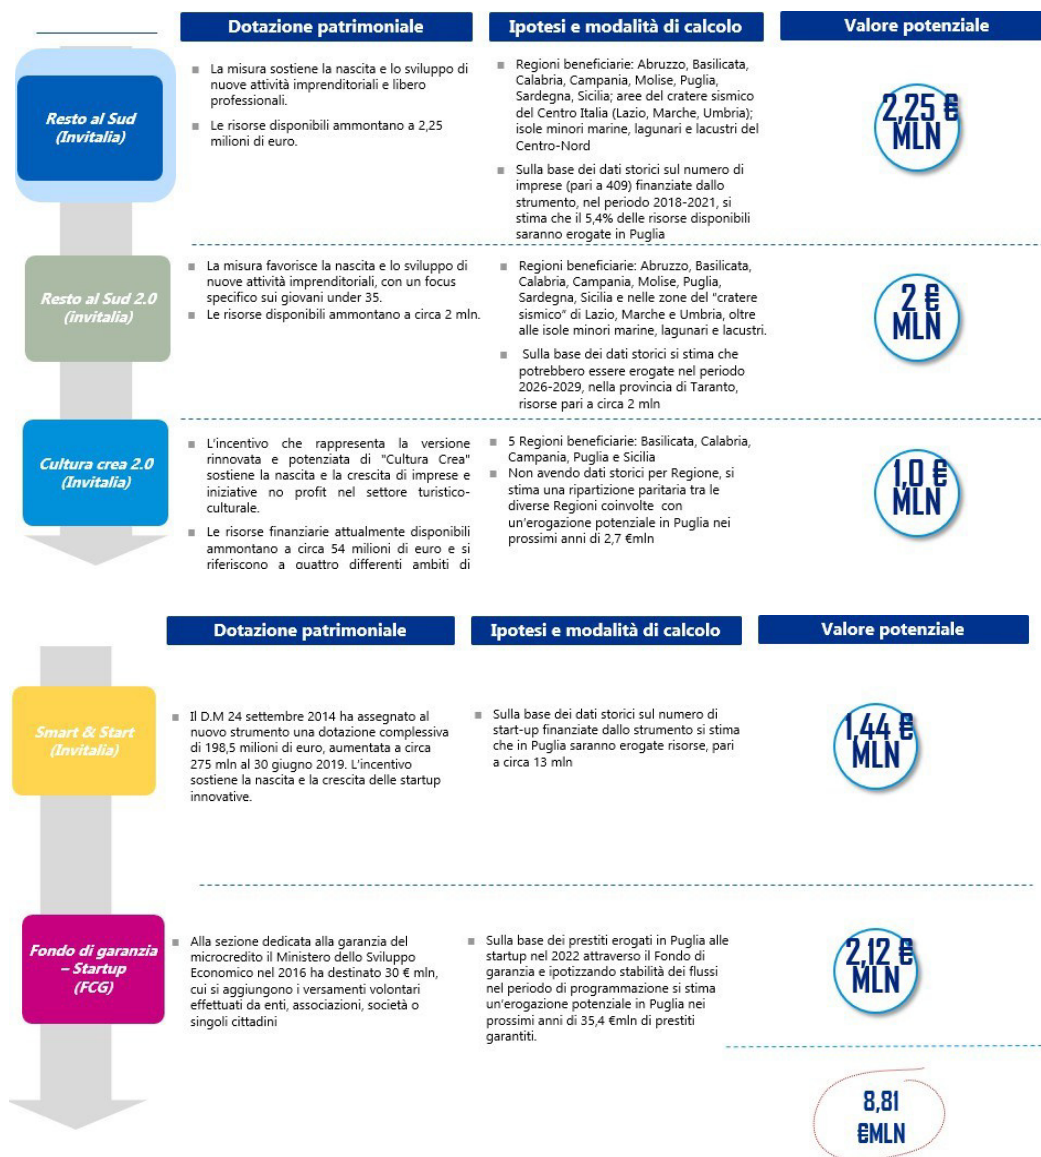 Dotazione patrimoniale
Ipotesi e modalità di calcolo
Valore potenziale
Resto al Sud
(Invitalia)
La misura sostiene la nascita e lo sviluppo di
nuove attività imprenditoriali e libero
professionali.
Le risorse disponibili ammontano a 2,25
milioni di euro.
Regioni beneficiarie: Abruzzo, Basilicata,
Calabria, Campania, Molise, Puglia,
Sardegna, Sicilia; aree del cratere sismico
del Centro Italia (Lazio, Marche, Umbria);
isole minori marine, lagunari e lacustri del
Centro-Nord
Sulla base dei dati storici sul numero di
imprese (pari a 409) finanziate dallo
strumento, nel periodo 2018-2021, si
stima che il 5,4% delle risorse disponibili
saranno erogate in Puglia
2,25 €
MLN
Resto al Sud 2.0
(invitalia)
La misura favorisce la nascita e lo sviluppo di
nuove attività imprenditoriali, con un focus
specifico sui giovani under 35.
Le risorse disponibili ammontano a circa 2 mln.
Regioni beneficiarie: Abruzzo, Basilicata,
Calabria, Campania, Molise, Puglia,
Sardegna, Sicilia e nelle zone del "cratere
sismico" di Lazio, Marche e Umbria, oltre
alle isole minori marine, lagunari e lacustri.
Sulla base dei dati storici si stima che
potrebbero essere erogate nel periodo
2026-2029, nella provincia di Taranto,
risorse pari a circa 2 mln
2 €
MLN
Cultura crea 2.0
(Invitalia)
L'incentivo che rappresenta la versione
rinnovata e potenziata di "Cultura Crea"
sostiene la nascita e la crescita di imprese e
iniziative no profit nel settore turistico-
culturale.
Le risorse finanziarie attualmente disponibili
ammontano a circa 54 milioni di euro e si
riferiscono a quattro differenti ambiti di
5 Regioni beneficiarie: Basilicata, Calabria,
Campania, Puglia e Sicilia
Non avendo dati storici per Regione, si
stima una ripartizione paritaria tra le
diverse Regioni coinvolte con
un'erogazione potenziale in Puglia nei
prossimi anni di 2,7 €mln
1,0 €
MLN
Dotazione patrimoniale
Ipotesi e modalità di calcolo
Valore potenziale
Smart & Start
(Invitalia)
Il D.M 24 settembre 2014 ha assegnato al
nuovo strumento una dotazione complessiva
di 198,5 milioni di euro, aumentata a circa
275 mln al 30 giugno 2019. L'incentivo
sostiene la nascita e la crescita delle startup
innovative.
Sulla base dei dati storici sul numero di
start-up finanziate dallo strumento si stima
che in Puglia saranno erogate risorse, pari
a circa 13 mln
1,44 €
MLN
Fondo di garanzia
– Startup
(FCG)
Alla sezione dedicata alla garanzia del
microcredito il Ministero dello Sviluppo
Economico nel 2016 ha destinato 30 € mln,
cui si aggiungono i versamenti volontari
effettuati da enti, associazioni, società o
singoli cittadini
Sulla base dei prestiti erogati in Puglia alle
startup nel 2022 attraverso il Fondo di
garanzia e ipotizzando stabilità dei flussi
nel periodo di programmazione si stima
un'erogazione potenziale in Puglia nei
prossimi anni di 35,4 €mln di prestiti
garantiti.
2,12 €
MLN
8,81
€MLN